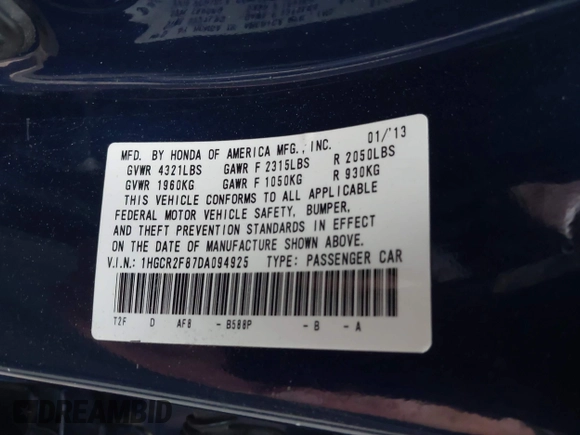 MFD. BY HONDA OF AMERICA MFG., INC. 01/'13
GVWR 4321LBS GAWR F 2315LBS R 2050LBS
GVWR 1960KG GAWR F 1050KG R 930KG
THIS VEHICLE CONFORMS TO ALL APPLICABLE
FEDERAL MOTOR VEHICLE SAFETY, BUMPER,
AND THEFT PREVENTION STANDARDS IN EFFECT
ON THE DATE OF MANUFACTURE SHOWN ABOVE.
V.I.N.: 1HGCR2F87DA094925 TYPE: PASSENGER CAR
T2F D AF8 - B588P - B - A
DREAMBID